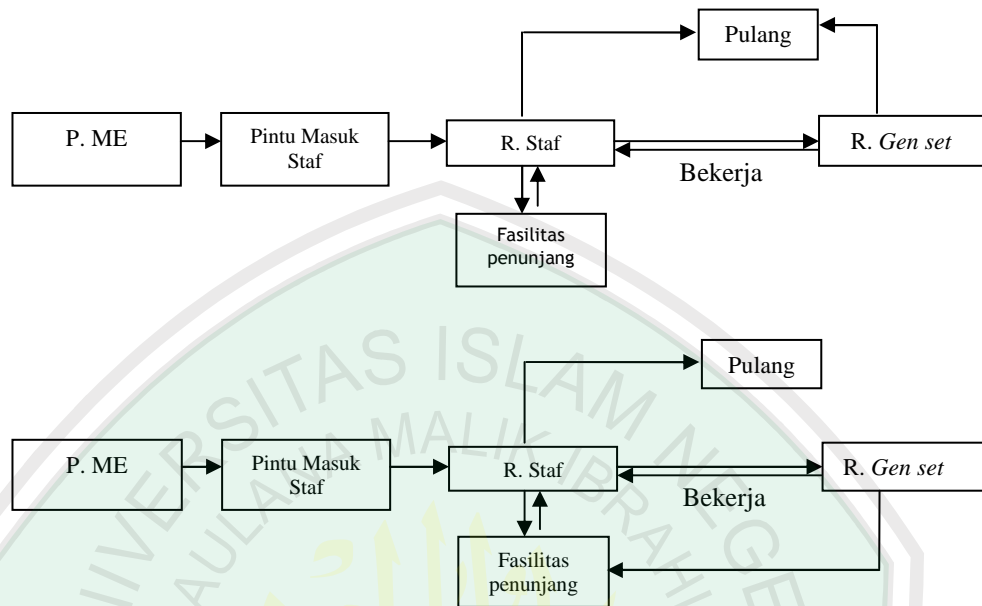 Pulang
P. ME
Pintu Masuk
Staf
R. Staf
R. Gen set
Bekerja
Fasilitas
penunjang
Pulang
P. ME
Pintu Masuk
Staf
R. Staf
R. Gen set
Bekerja
Fasilitas
penunjang